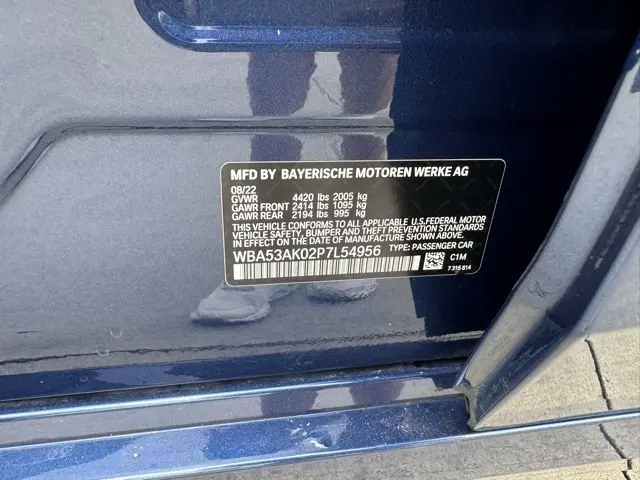 MFD BY BAYERISCHE MOTOREN WERKE AG
08/22
GVWR 4420 lbs 2005 kg
GAWR FRONT 2414 lbs 1095 kg
GAWR REAR 2194 lbs 995 kg
THIS VEHICLE CONFORMS TO ALL APPLICABLE U.S.FEDERAL MOTOR
VEHICLE SAFETY, BUMPER AND THEFT PREVENTION STANDARDS
IN EFFECT ON THE DATE OF MANUFACTURE SHOWN ABOVE.
WBA53AK02P7L54956 TYPE: PASSENGER CAR
C1M
7 315 814